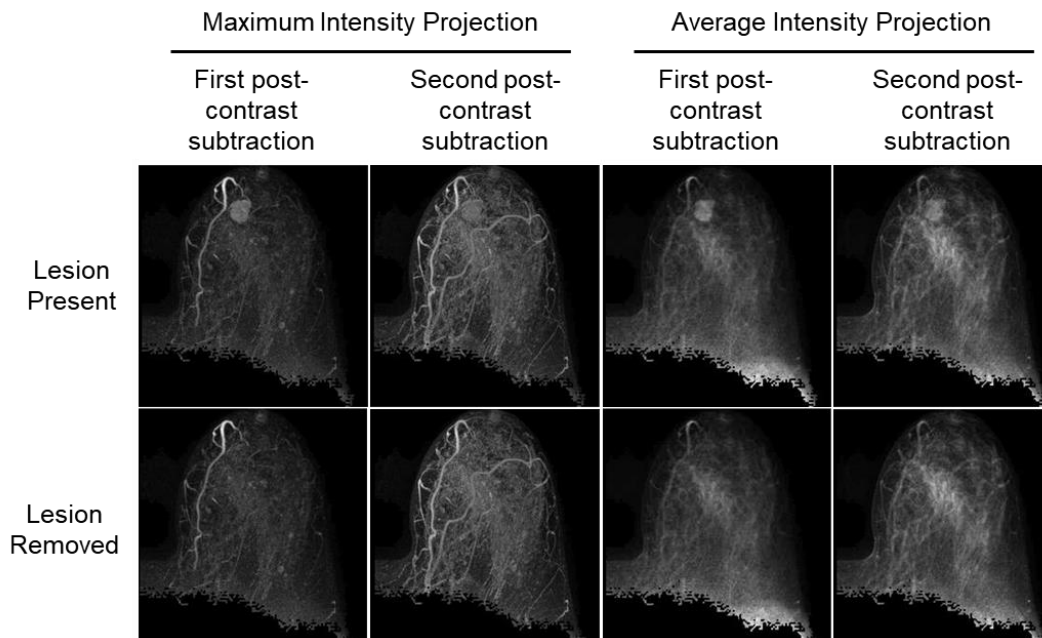 Maximum Intensity Projection
Average Intensity Projection
First post-
contrast
subtraction
Second post-
contrast
subtraction
First post-
contrast
subtraction
Second post-
contrast
subtraction
Lesion
Present
Lesion
Removed